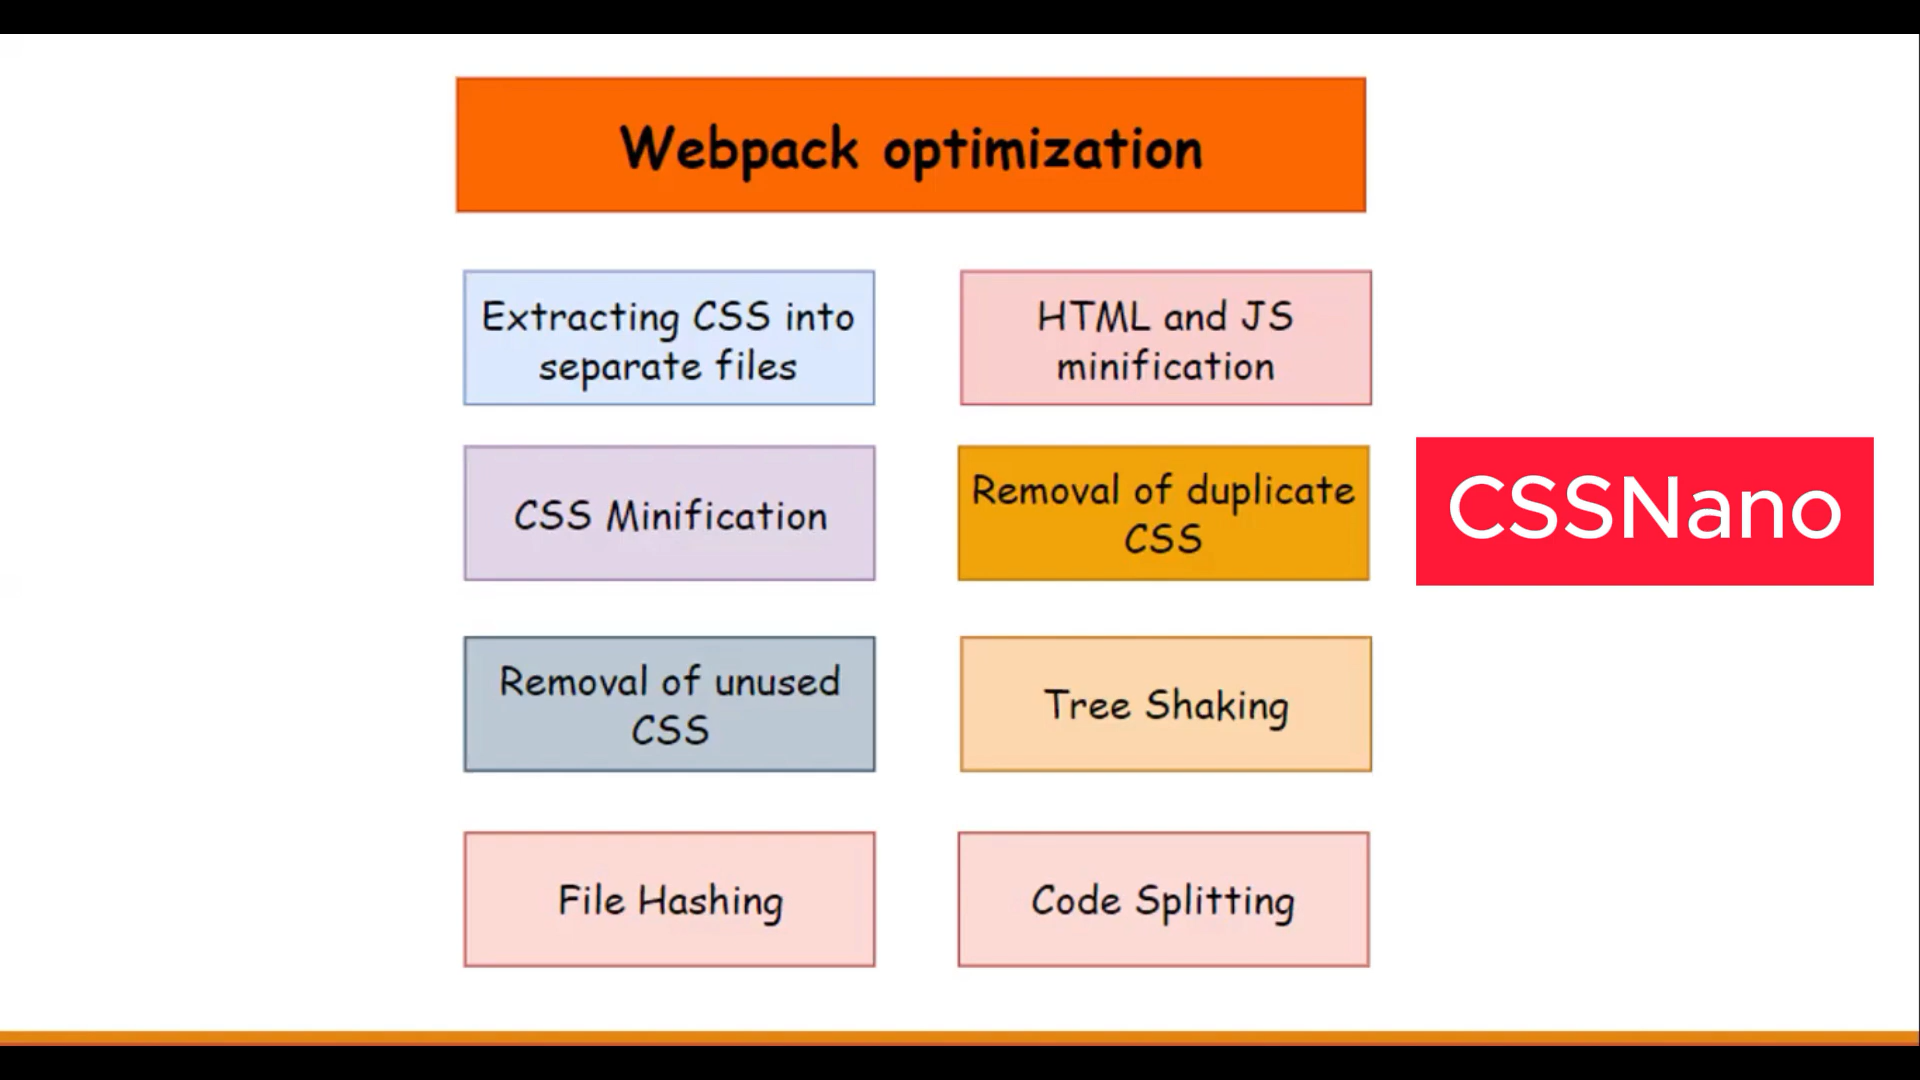 Webpack optimization
Extracting CSS into
separate files
HTML and JS
minification
CSS Minification
Removal of duplicate
CSS
CSSNano
Removal of unused
CSS
Tree Shaking
File Hashing
Code Splitting